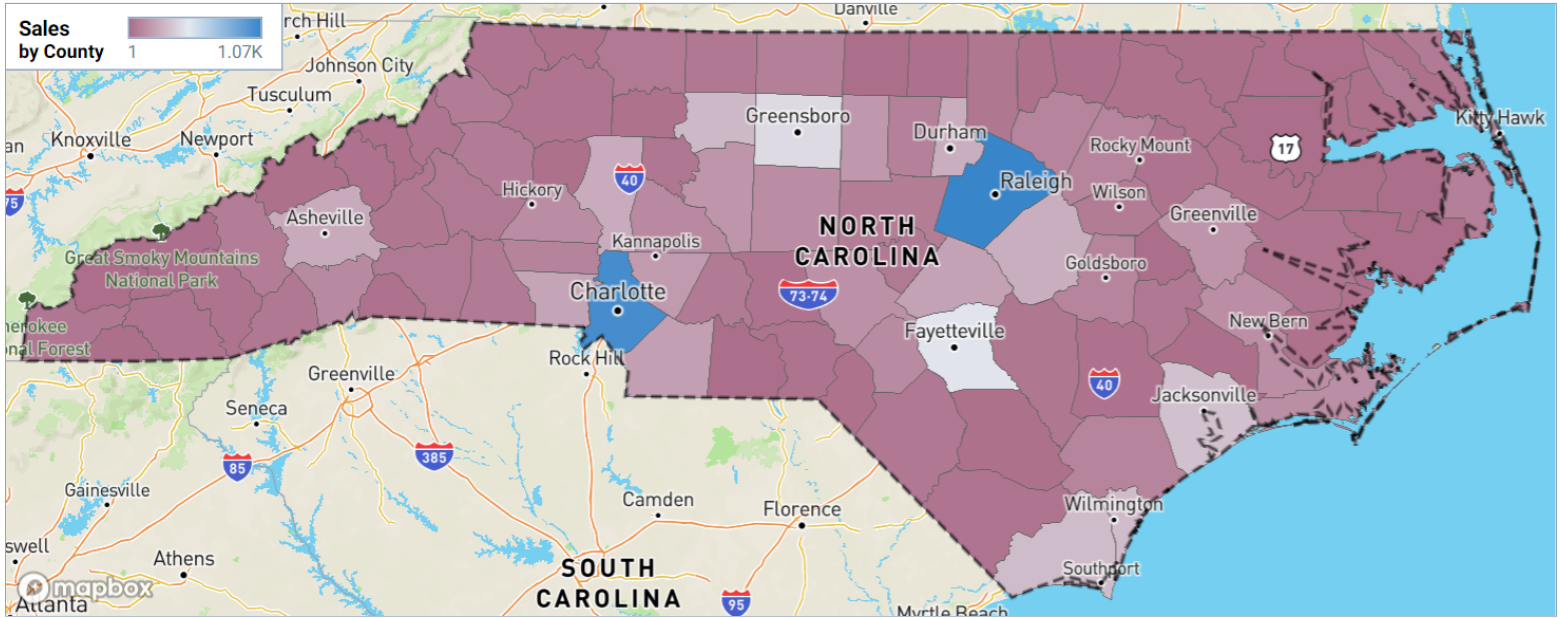 Sales
by County
1
1.07K
rch Hill
Danville
Johnson City
Tusculum
Knoxville
Newport
an
75
Greensboro
Durham
Kitty Hawk
Rocky Mount
17
40
Raleigh
Hickory
Wilson
Asheville
Greenville
NORTH
CAROLINA
Kannapolis
Great Smoky Mountains
National Park
Goldsboro
Charlotte
73-74
herokee
onal Forest
Fayetteville
New Bern
Rock Hill
Greenville
40
Jacksonville
Seneca
85
385
Gainesville
Camden
Florence
Wilmington
swell
Athens
SOUTH
CAROLINA
Southport
mapbox
Atlanta
95
Myrtle Beach